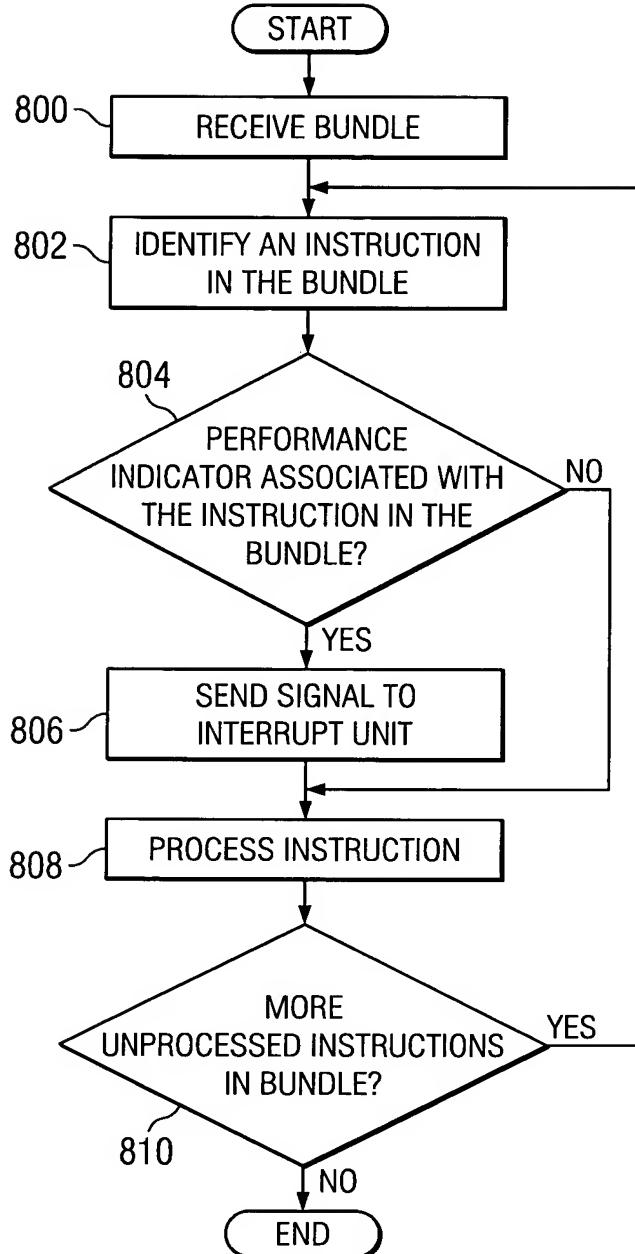 START
800
RECEIVE BUNDLE
802
IDENTIFY AN INSTRUCTION
IN THE BUNDLE
804
PERFORMANCE
INDICATOR ASSOCIATED WITH
THE INSTRUCTION IN THE
BUNDLE?
NO
YES
806
SEND SIGNAL TO
INTERRUPT UNIT
808
PROCESS INSTRUCTION
MORE
UNPROCESSED INSTRUCTIONS
IN BUNDLE?
YES
810
NO
END